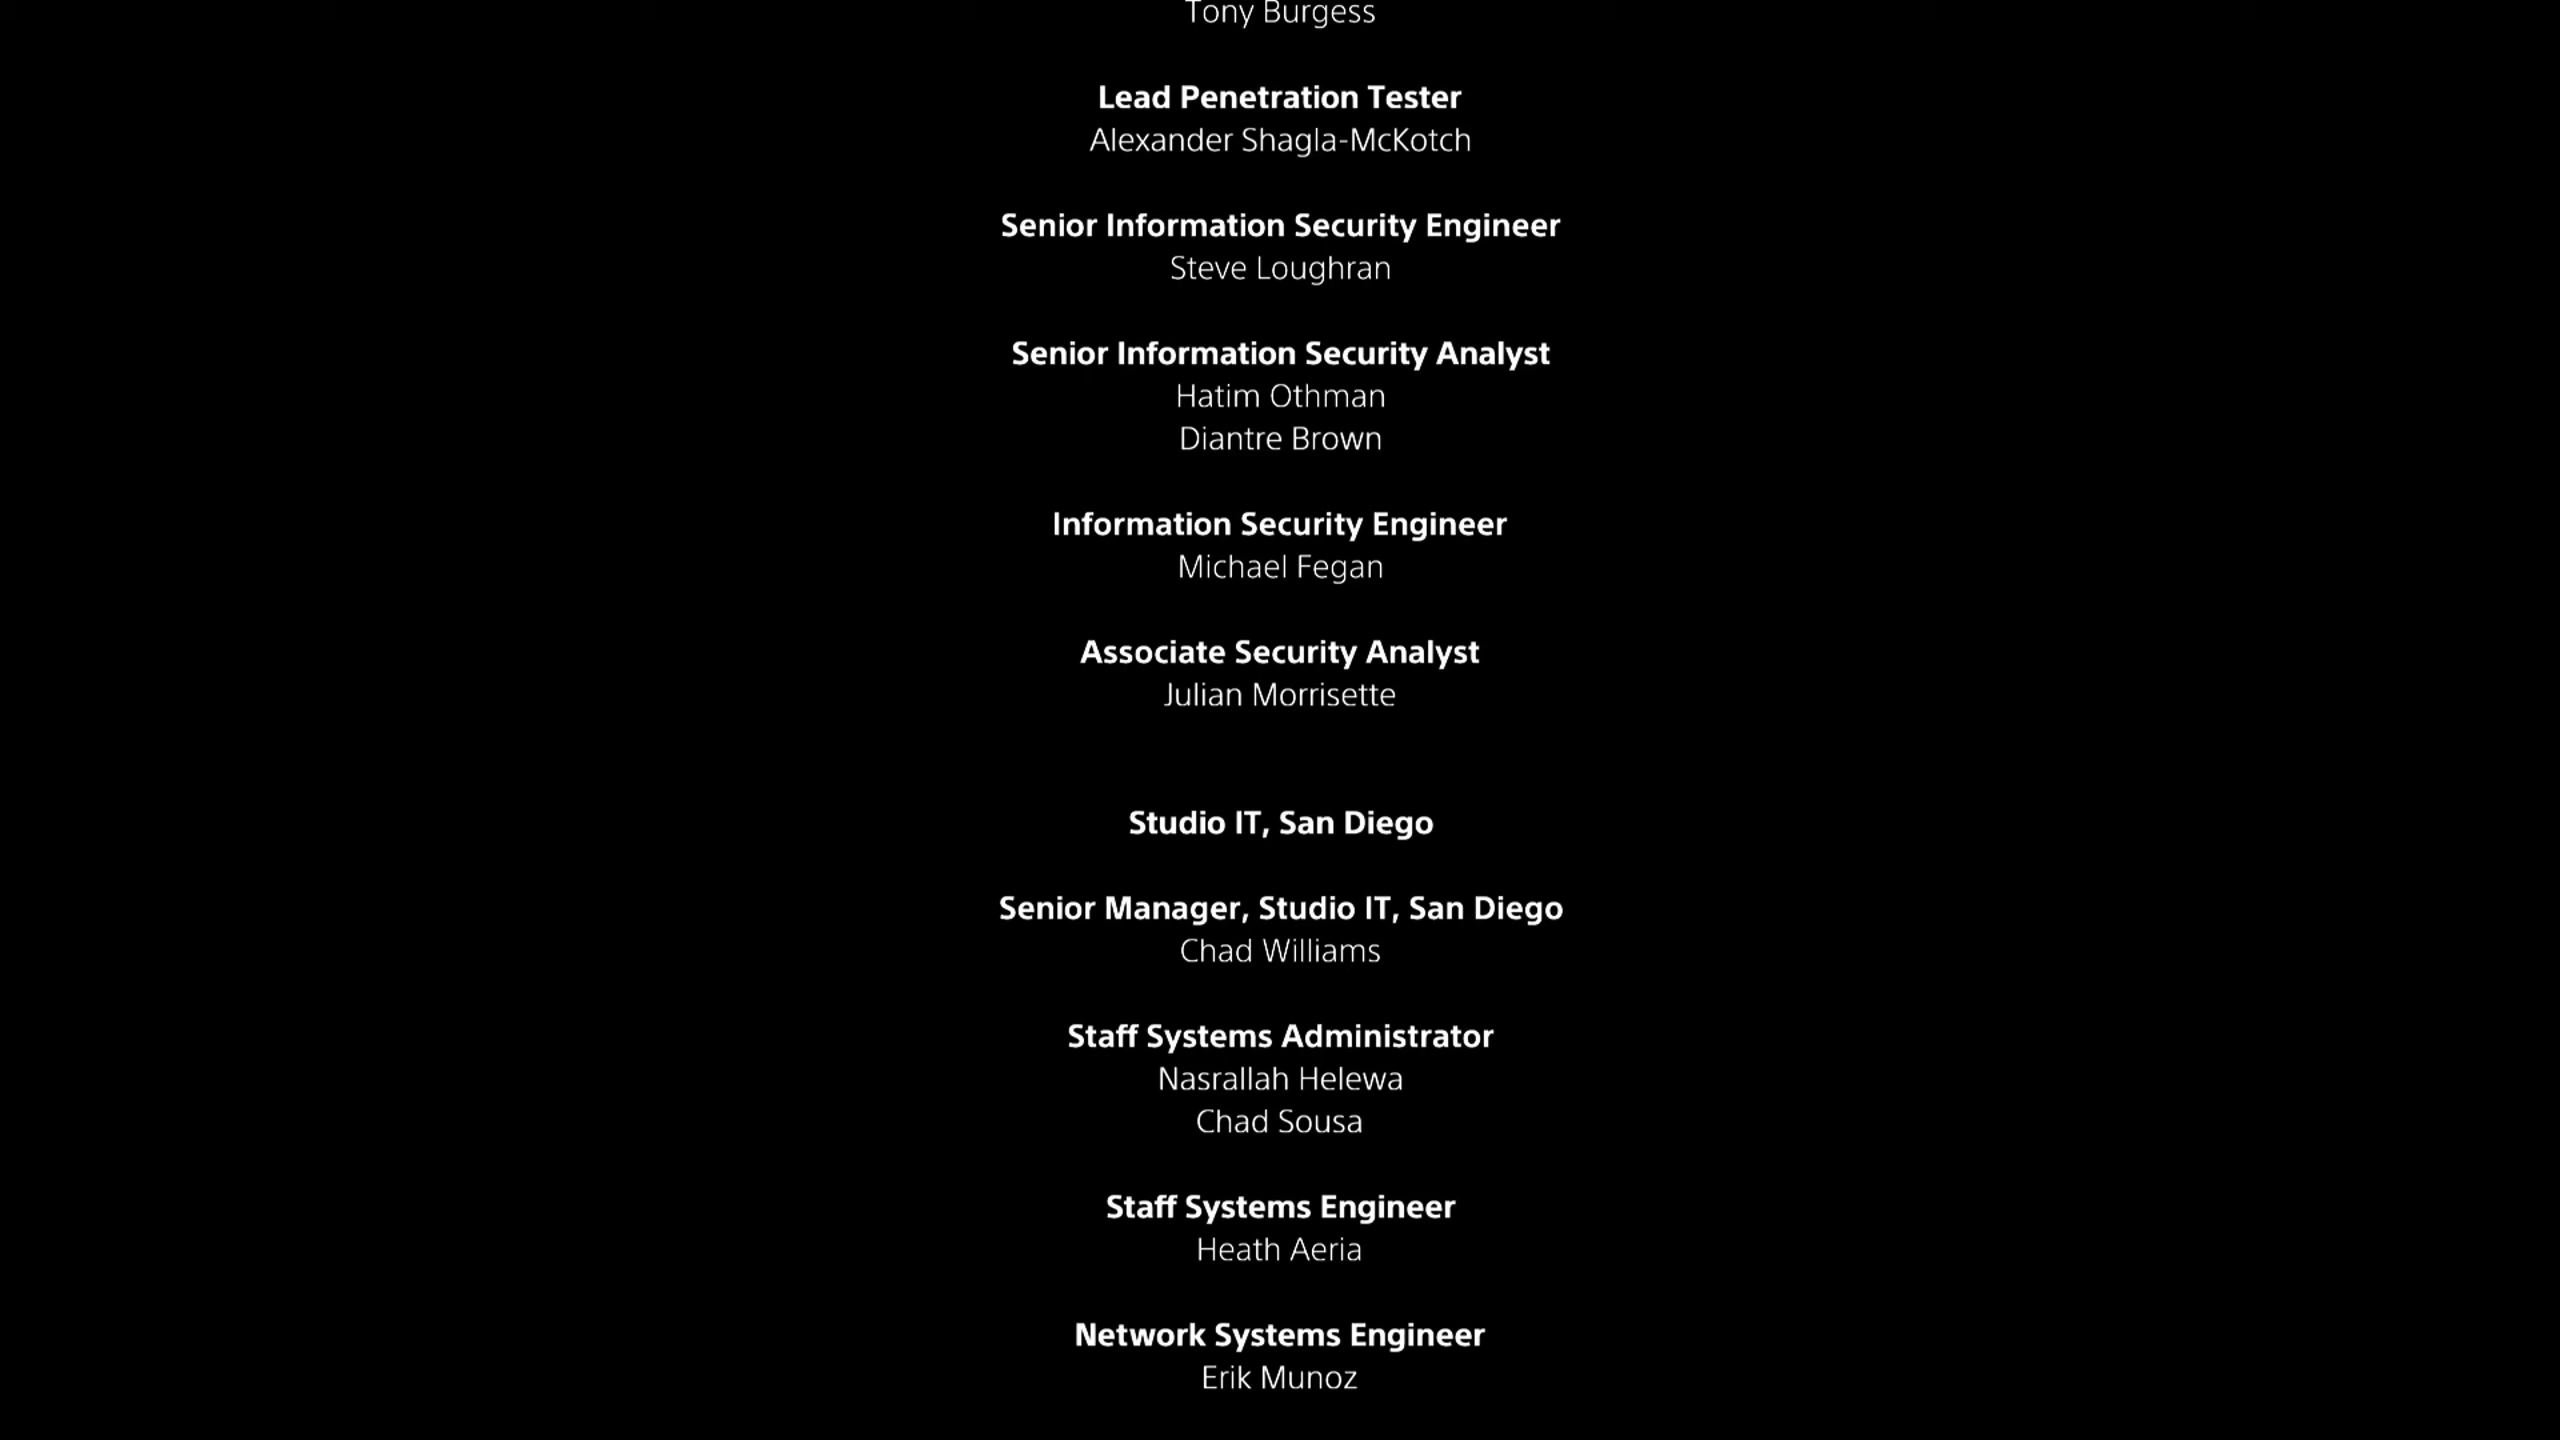 Tony Burgess
Lead Penetration Tester
Alexander Shagla-McKotch
Senior Information Security Engineer
Steve Loughran
Senior Information Security Analyst
Hatim Othman
Diantre Brown
Information Security Engineer
Michael Fegan
Associate Security Analyst
Julian Morrisette
Studio IT, San Diego
Senior Manager, Studio IT, San Diego
Chad Williams
Staff Systems Administrator
Nasrallah Helewa
Chad Sousa
Staff Systems Engineer
Heath Aeria
Network Systems Engineer
Erik Munoz